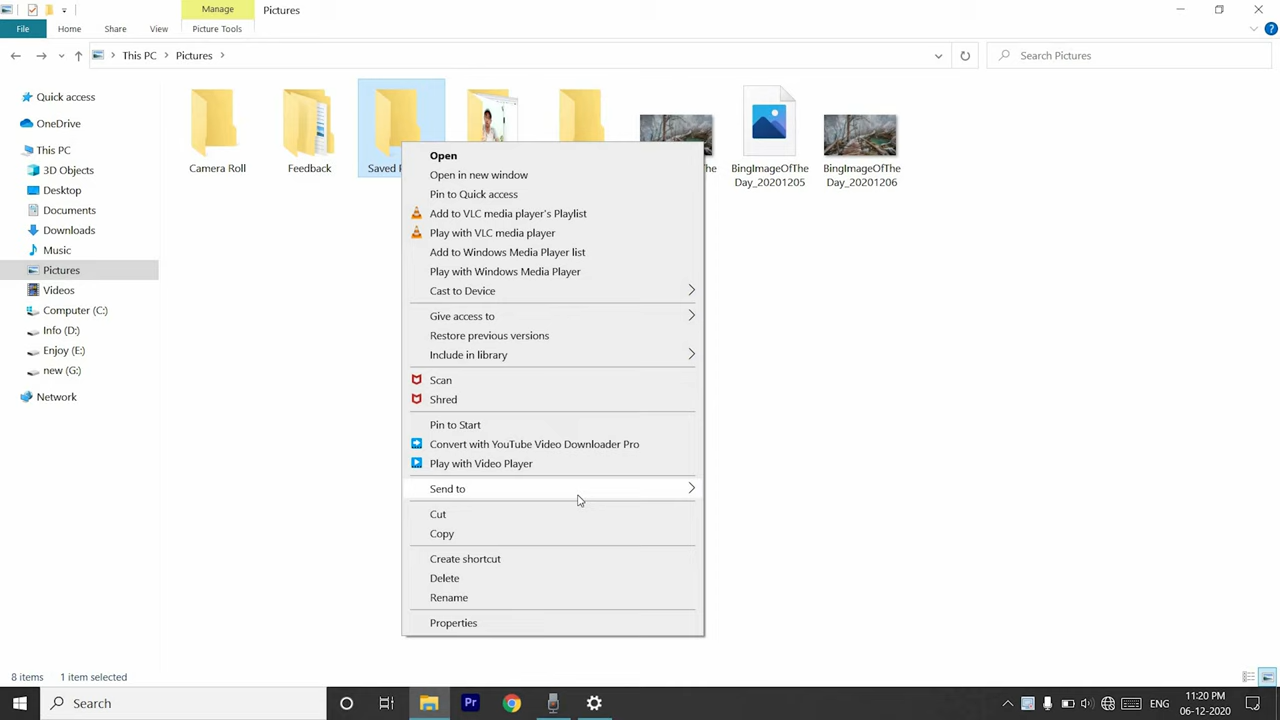 Manage
Pictures
File
Home
Share
View
Picture Tools
This PC
Pictures
Search Pictures
Quick access
OneDrive
This PC
3D Objects
Desktop
Documents
Downloads
Music
Pictures
Videos
Computer (C:)
Info (D:)
Enjoy (E:)
new (G:)
Network
Camera Roll
Feedback
Saved
BingImageOfThe
Day_20201205
BingImageOfThe
Day_20201206
Open
Open in new window
Pin to Quick access
Add to VLC media player's Playlist
Play with VLC media player
Add to Windows Media Player list
Play with Windows Media Player
Cast to Device
Give access to
Restore previous versions
Include in library
Scan
Shred
Pin to Start
Convert with YouTube Video Downloader Pro
Play with Video Player
Send to
Cut
Copy
Create shortcut
Delete
Rename
Properties
8 items
1 item selected
Search
Pr
ENG
11:20 PM
06-12-2020